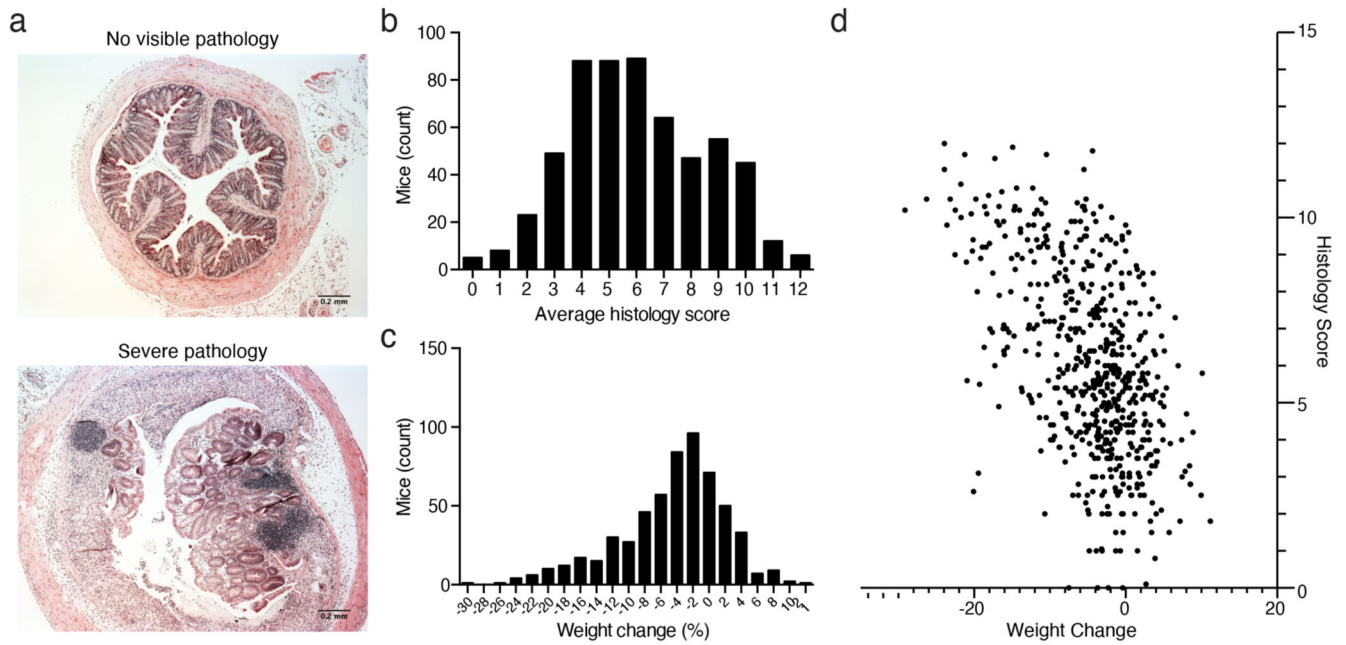 a
No visible pathology
0.2 mm
Severe pathology
0.2 mm
b
100
80
60
40
20
0
Mice (count)
0 1 2 3 4 5 6 7 8 9 10 11 12
Average histology score
c
150
100
50
0
Mice (count)
-30 -28 -26 -24 -22 -20 -18 -16 -14 -12 -10 -8 -6 -4 -2 0 2 4 6 8 10 1
Weight change (%)
d
15
10
5
0
Histology Score
-20 0 20
Weight Change